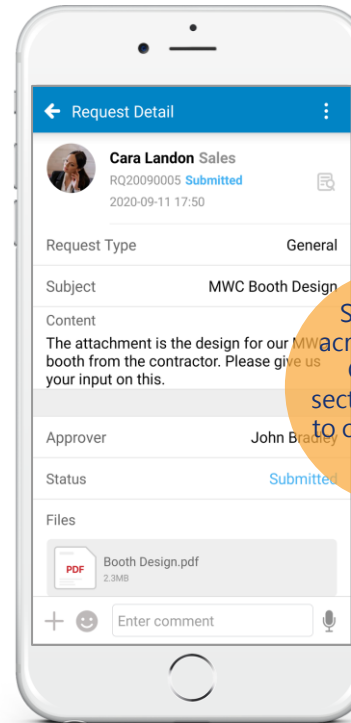 Request Detail
Cara Landon Sales
RQ20090005 Submitted
2020-09-11 17:50
Request Type General
Subject MWC Booth Design
Content
The attachment is the design for our
booth from the contractor. Please give us
your input on this.
Approver John Bradley
Status Submitted
Files
PDF
Booth Design.pdf
2.3MB
Enter comment
to